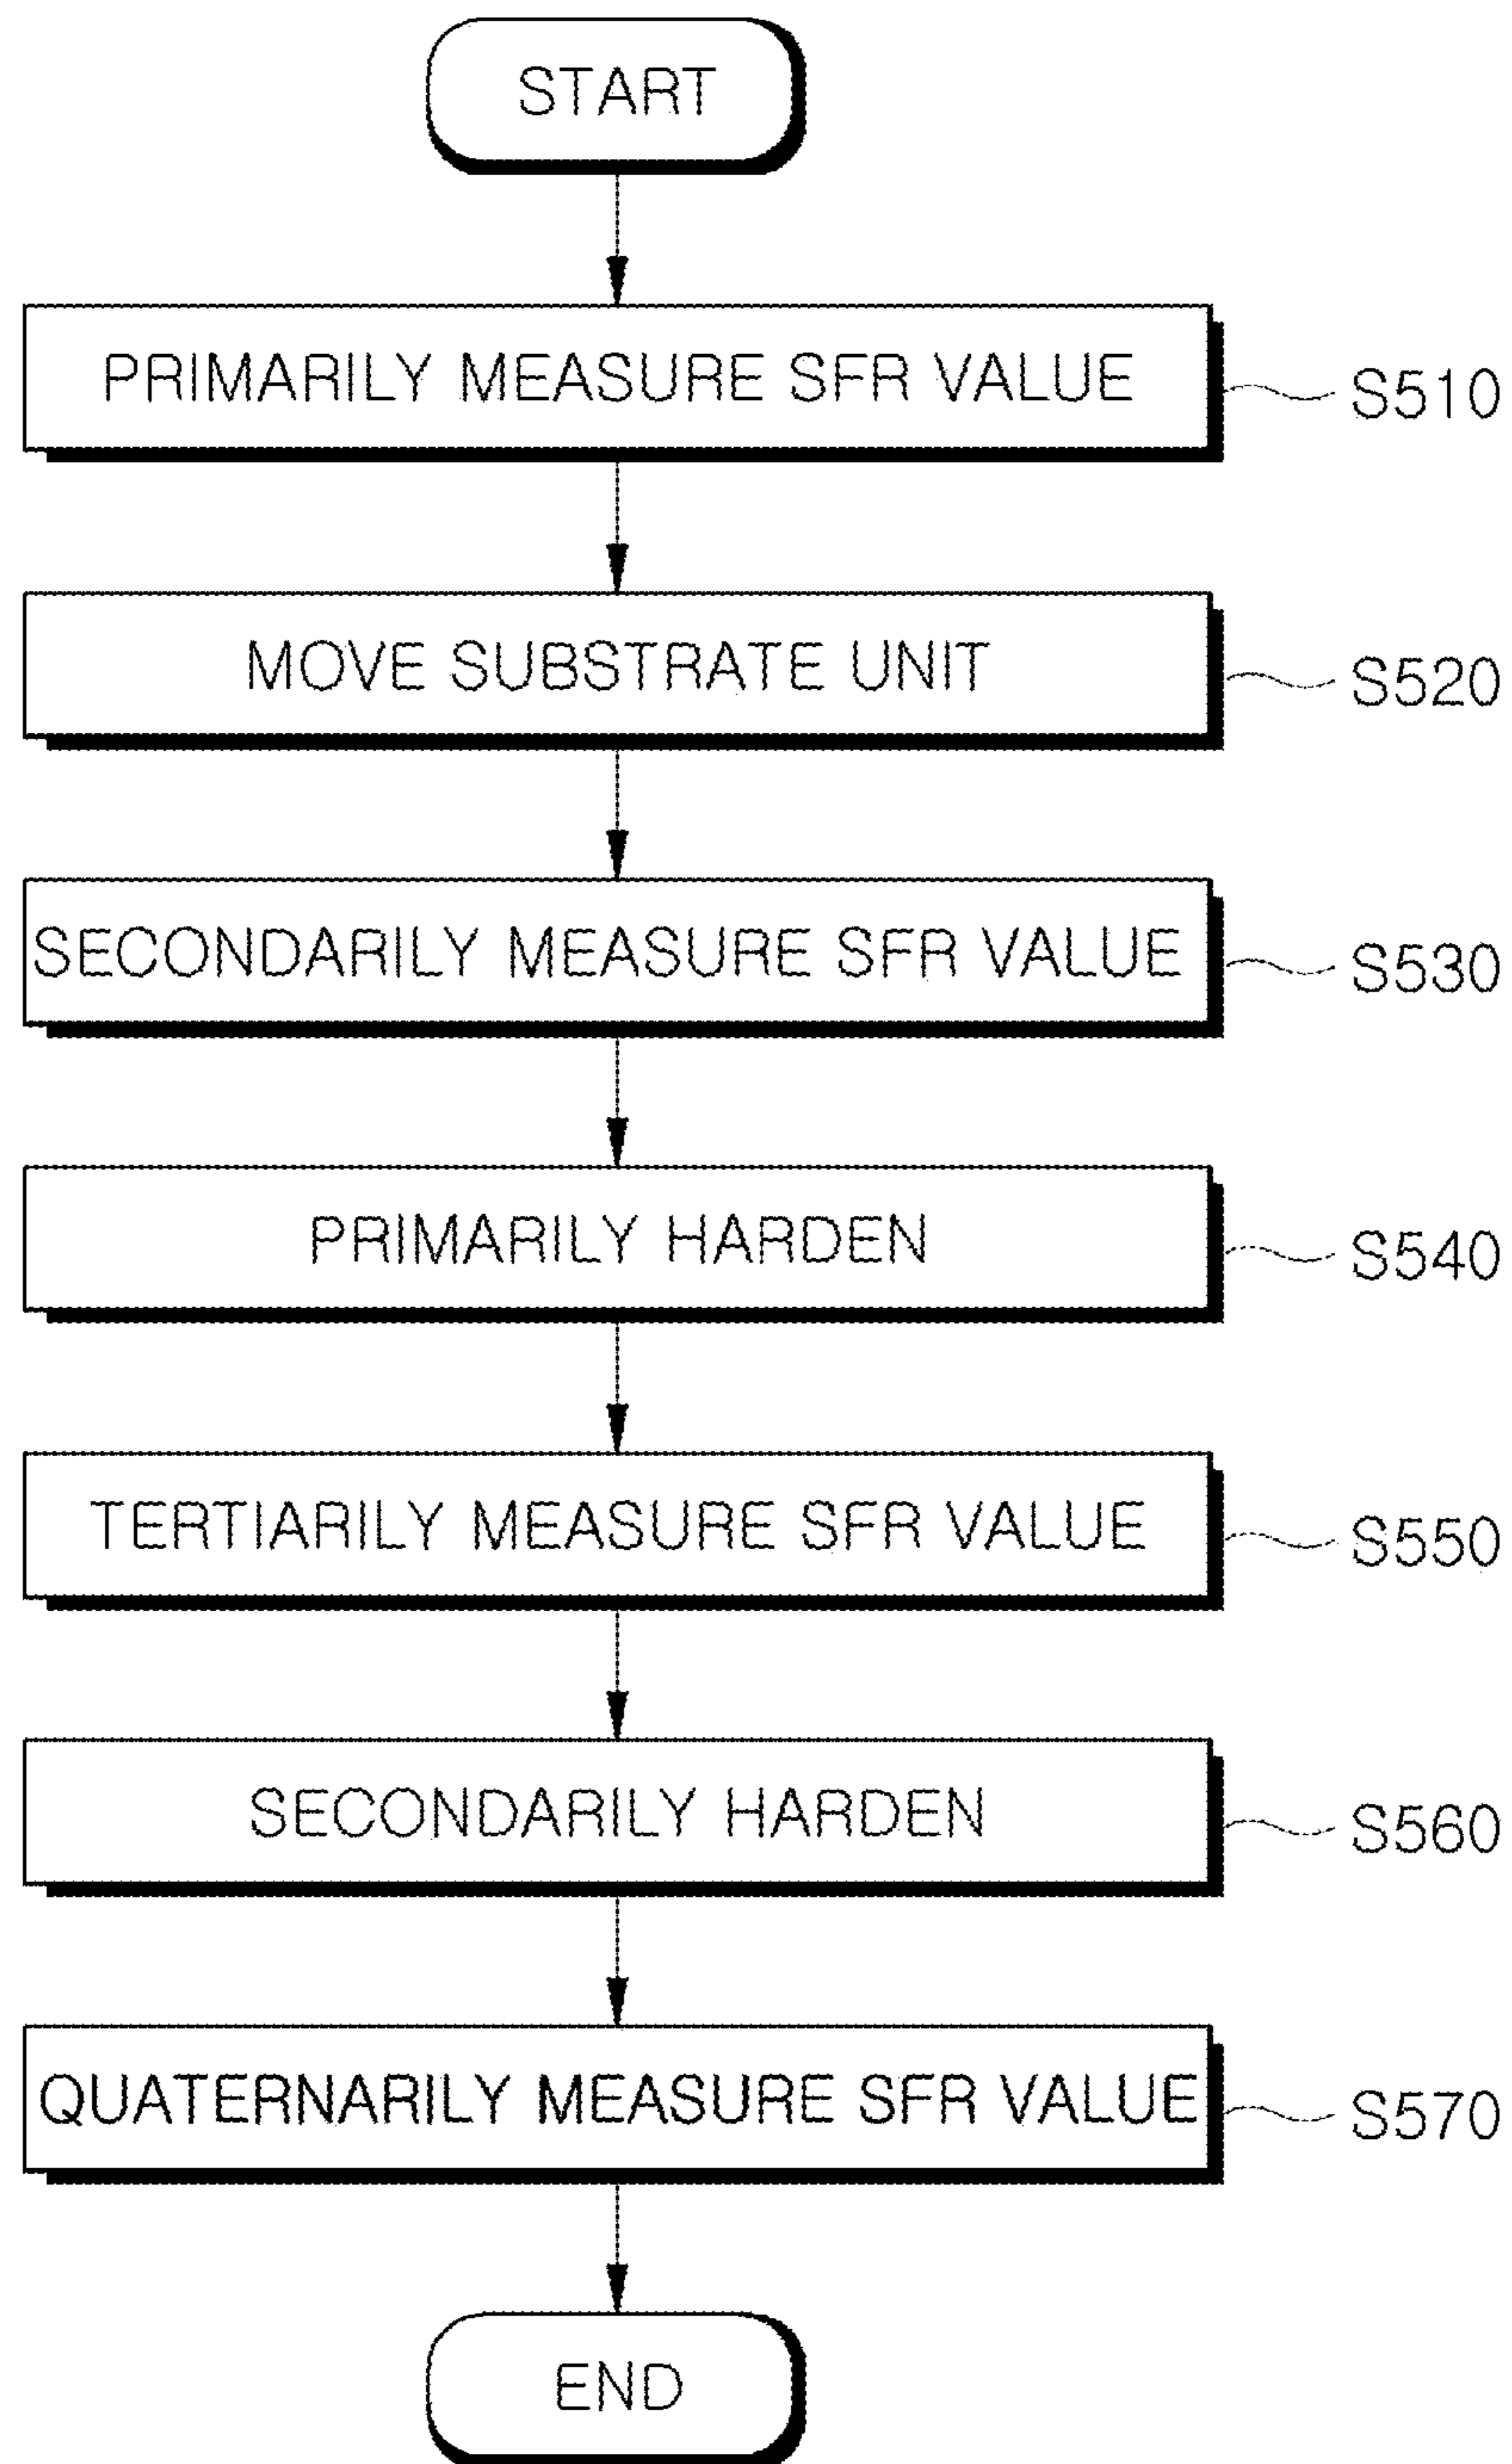 START
PRIMARILY MEASURE SFR VALUE
S510
MOVE SUBSTRATE UNIT
S520
SECONDARILY MEASURE SFR VALUE
S530
PRIMARILY HARDEN
S540
TERTIARILY MEASURE SFR VALUE
S550
SECONDARILY HARDEN
S560
QUATERNARILY MEASURE SFR VALUE
S570
END